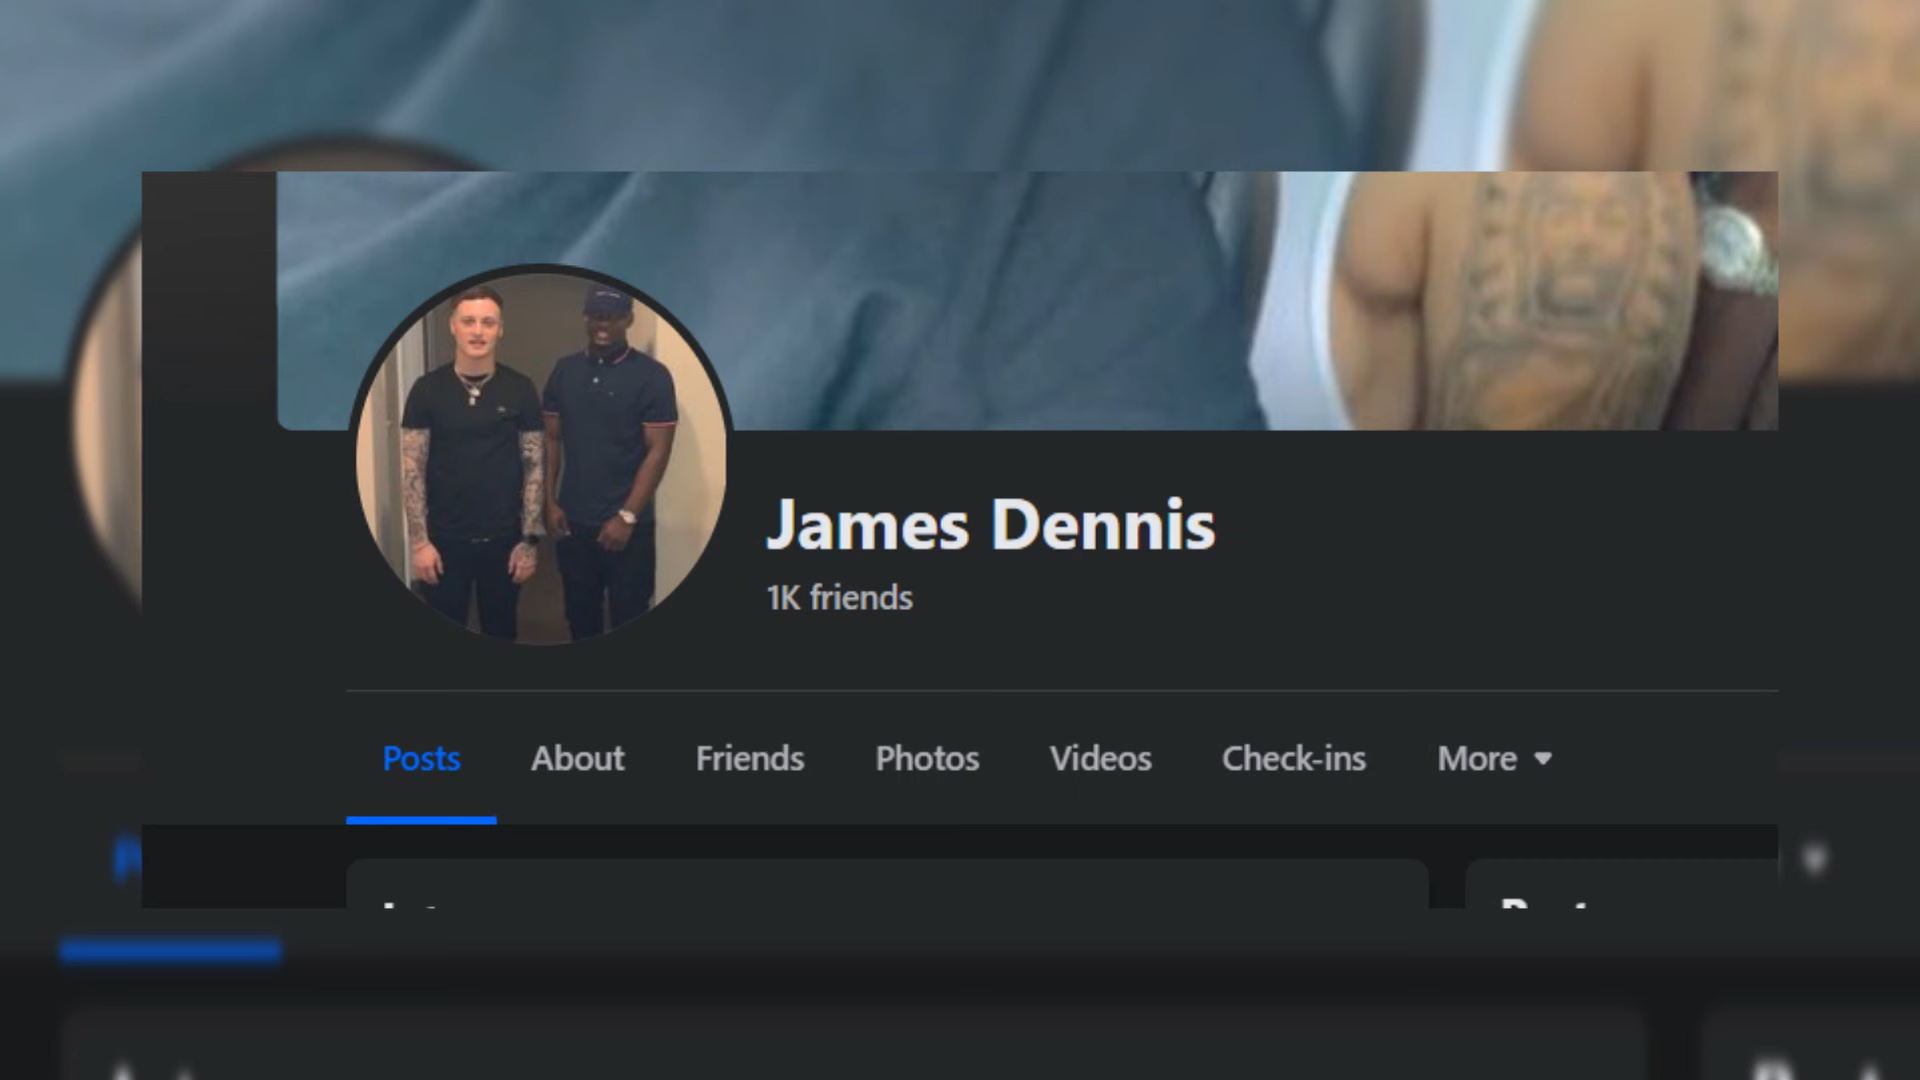 James Dennis
1K friends
Posts About Friends Photos Videos Check-ins More